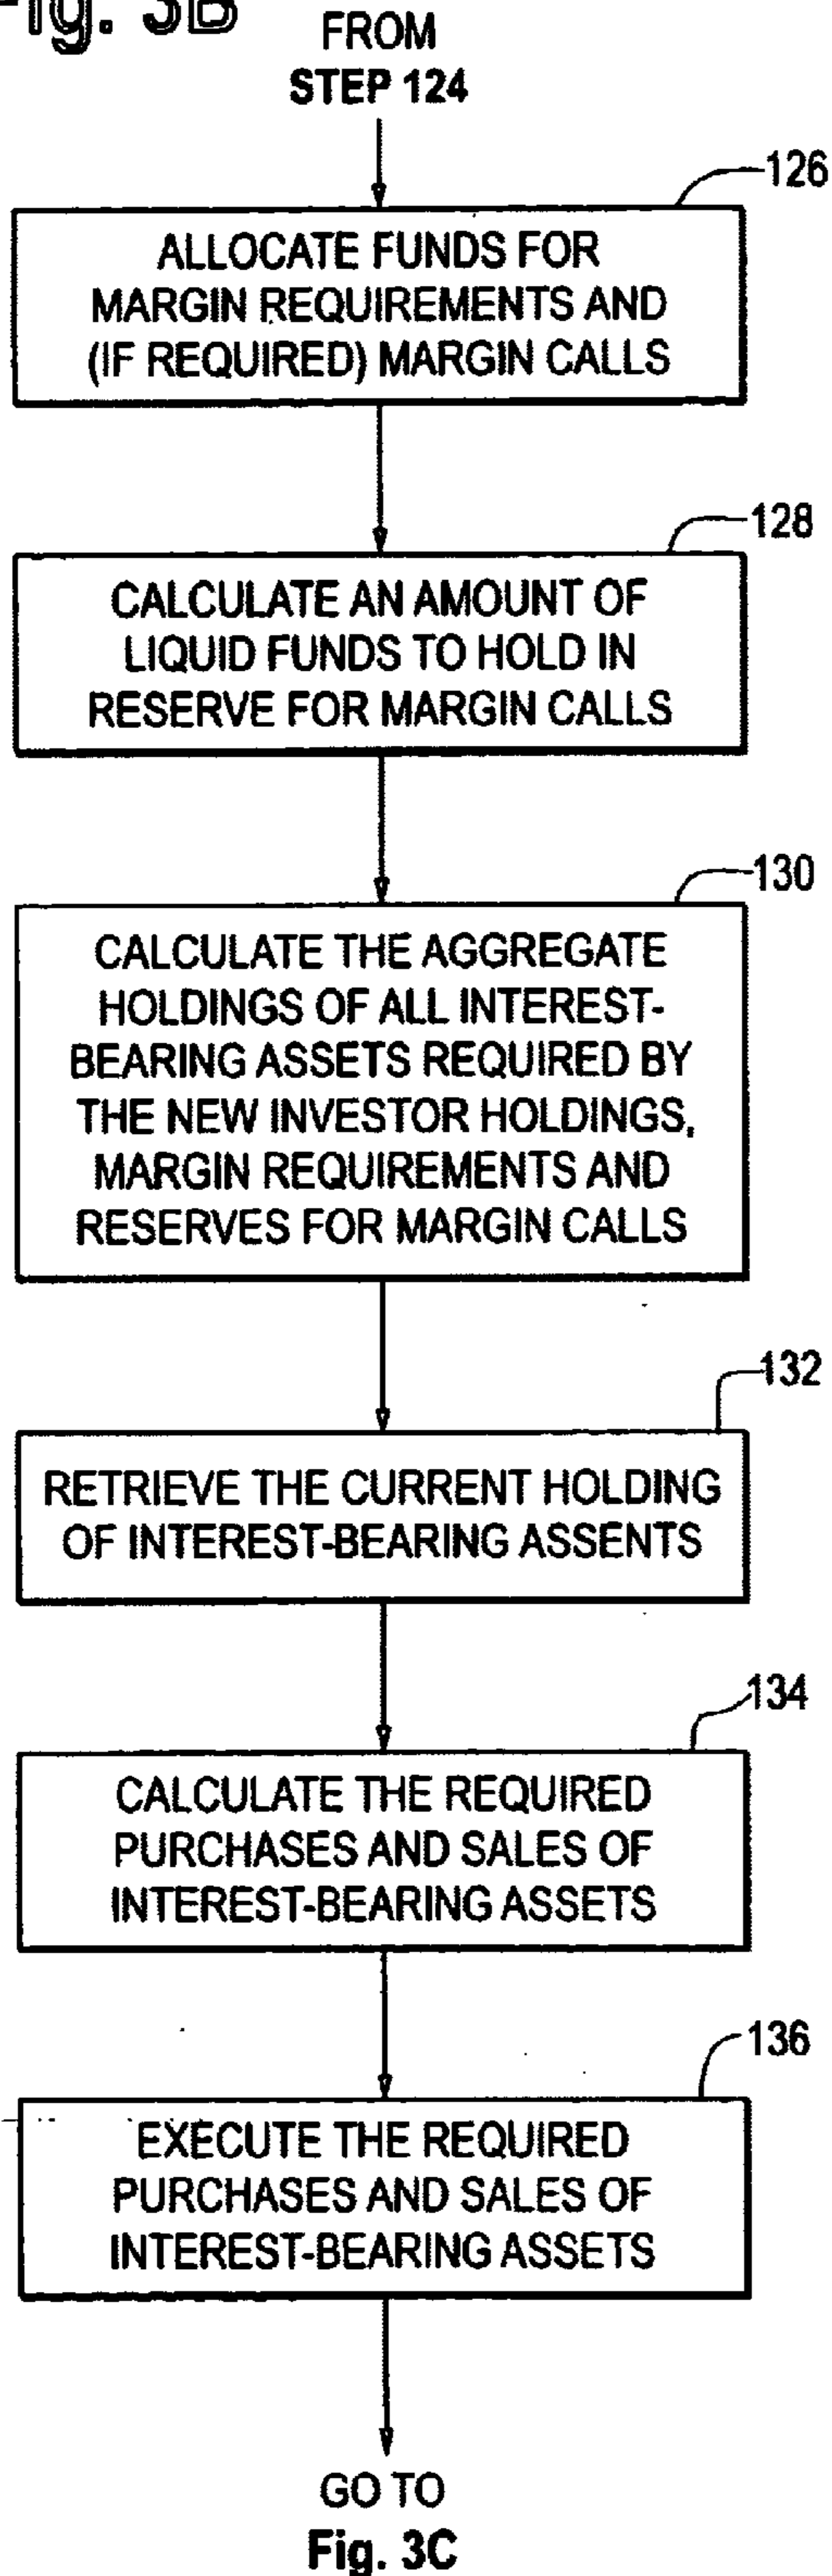 Fig. 3B
FROM
STEP 124
126
ALLOCATE FUNDS FOR
MARGIN REQUIREMENTS AND
(IF REQUIRED) MARGIN CALLS
128
CALCULATE AN AMOUNT OF
LIQUID FUNDS TO HOLD IN
RESERVE FOR MARGIN CALLS
130
CALCULATE THE AGGREGATE
HOLDINGS OF ALL INTEREST-
BEARING ASSETS REQUIRED BY
THE NEW INVESTOR HOLDINGS,
MARGIN REQUIREMENTS AND
RESERVES FOR MARGIN CALLS
132
RETRIEVE THE CURRENT HOLDING
OF INTEREST-BEARING ASSENTS
134
CALCULATE THE REQUIRED
PURCHASES AND SALES OF
INTEREST-BEARING ASSETS
136
EXECUTE THE REQUIRED
PURCHASES AND SALES OF
INTEREST-BEARING ASSETS
GO TO
Fig. 3C